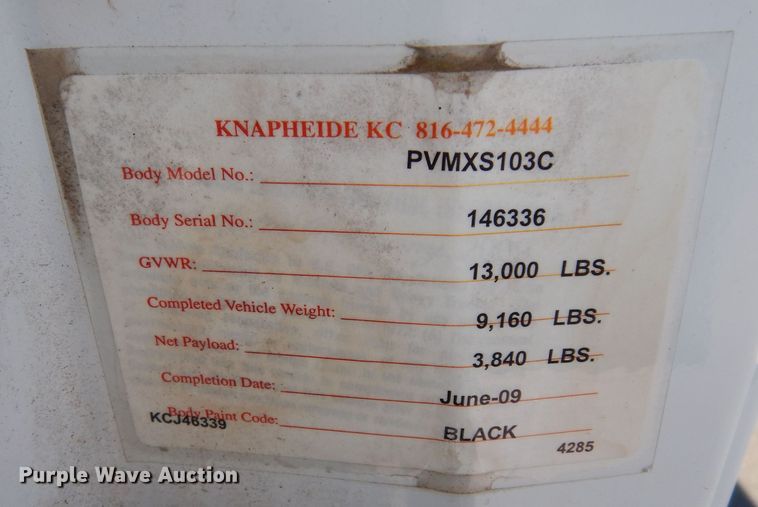 KNAPHEIDE KC 816-472-4444
Body Model No.: PVMXS103C
Body Serial No.: 146336
GVWR: 13,000 LBS.
Completed Vehicle Weight: 9,160 LBS.
Net Payload: 3,840 LBS.
Completion Date: June-09
Body Paint Code: BLACK
KCJ46339
4285
Purple Wave Auction